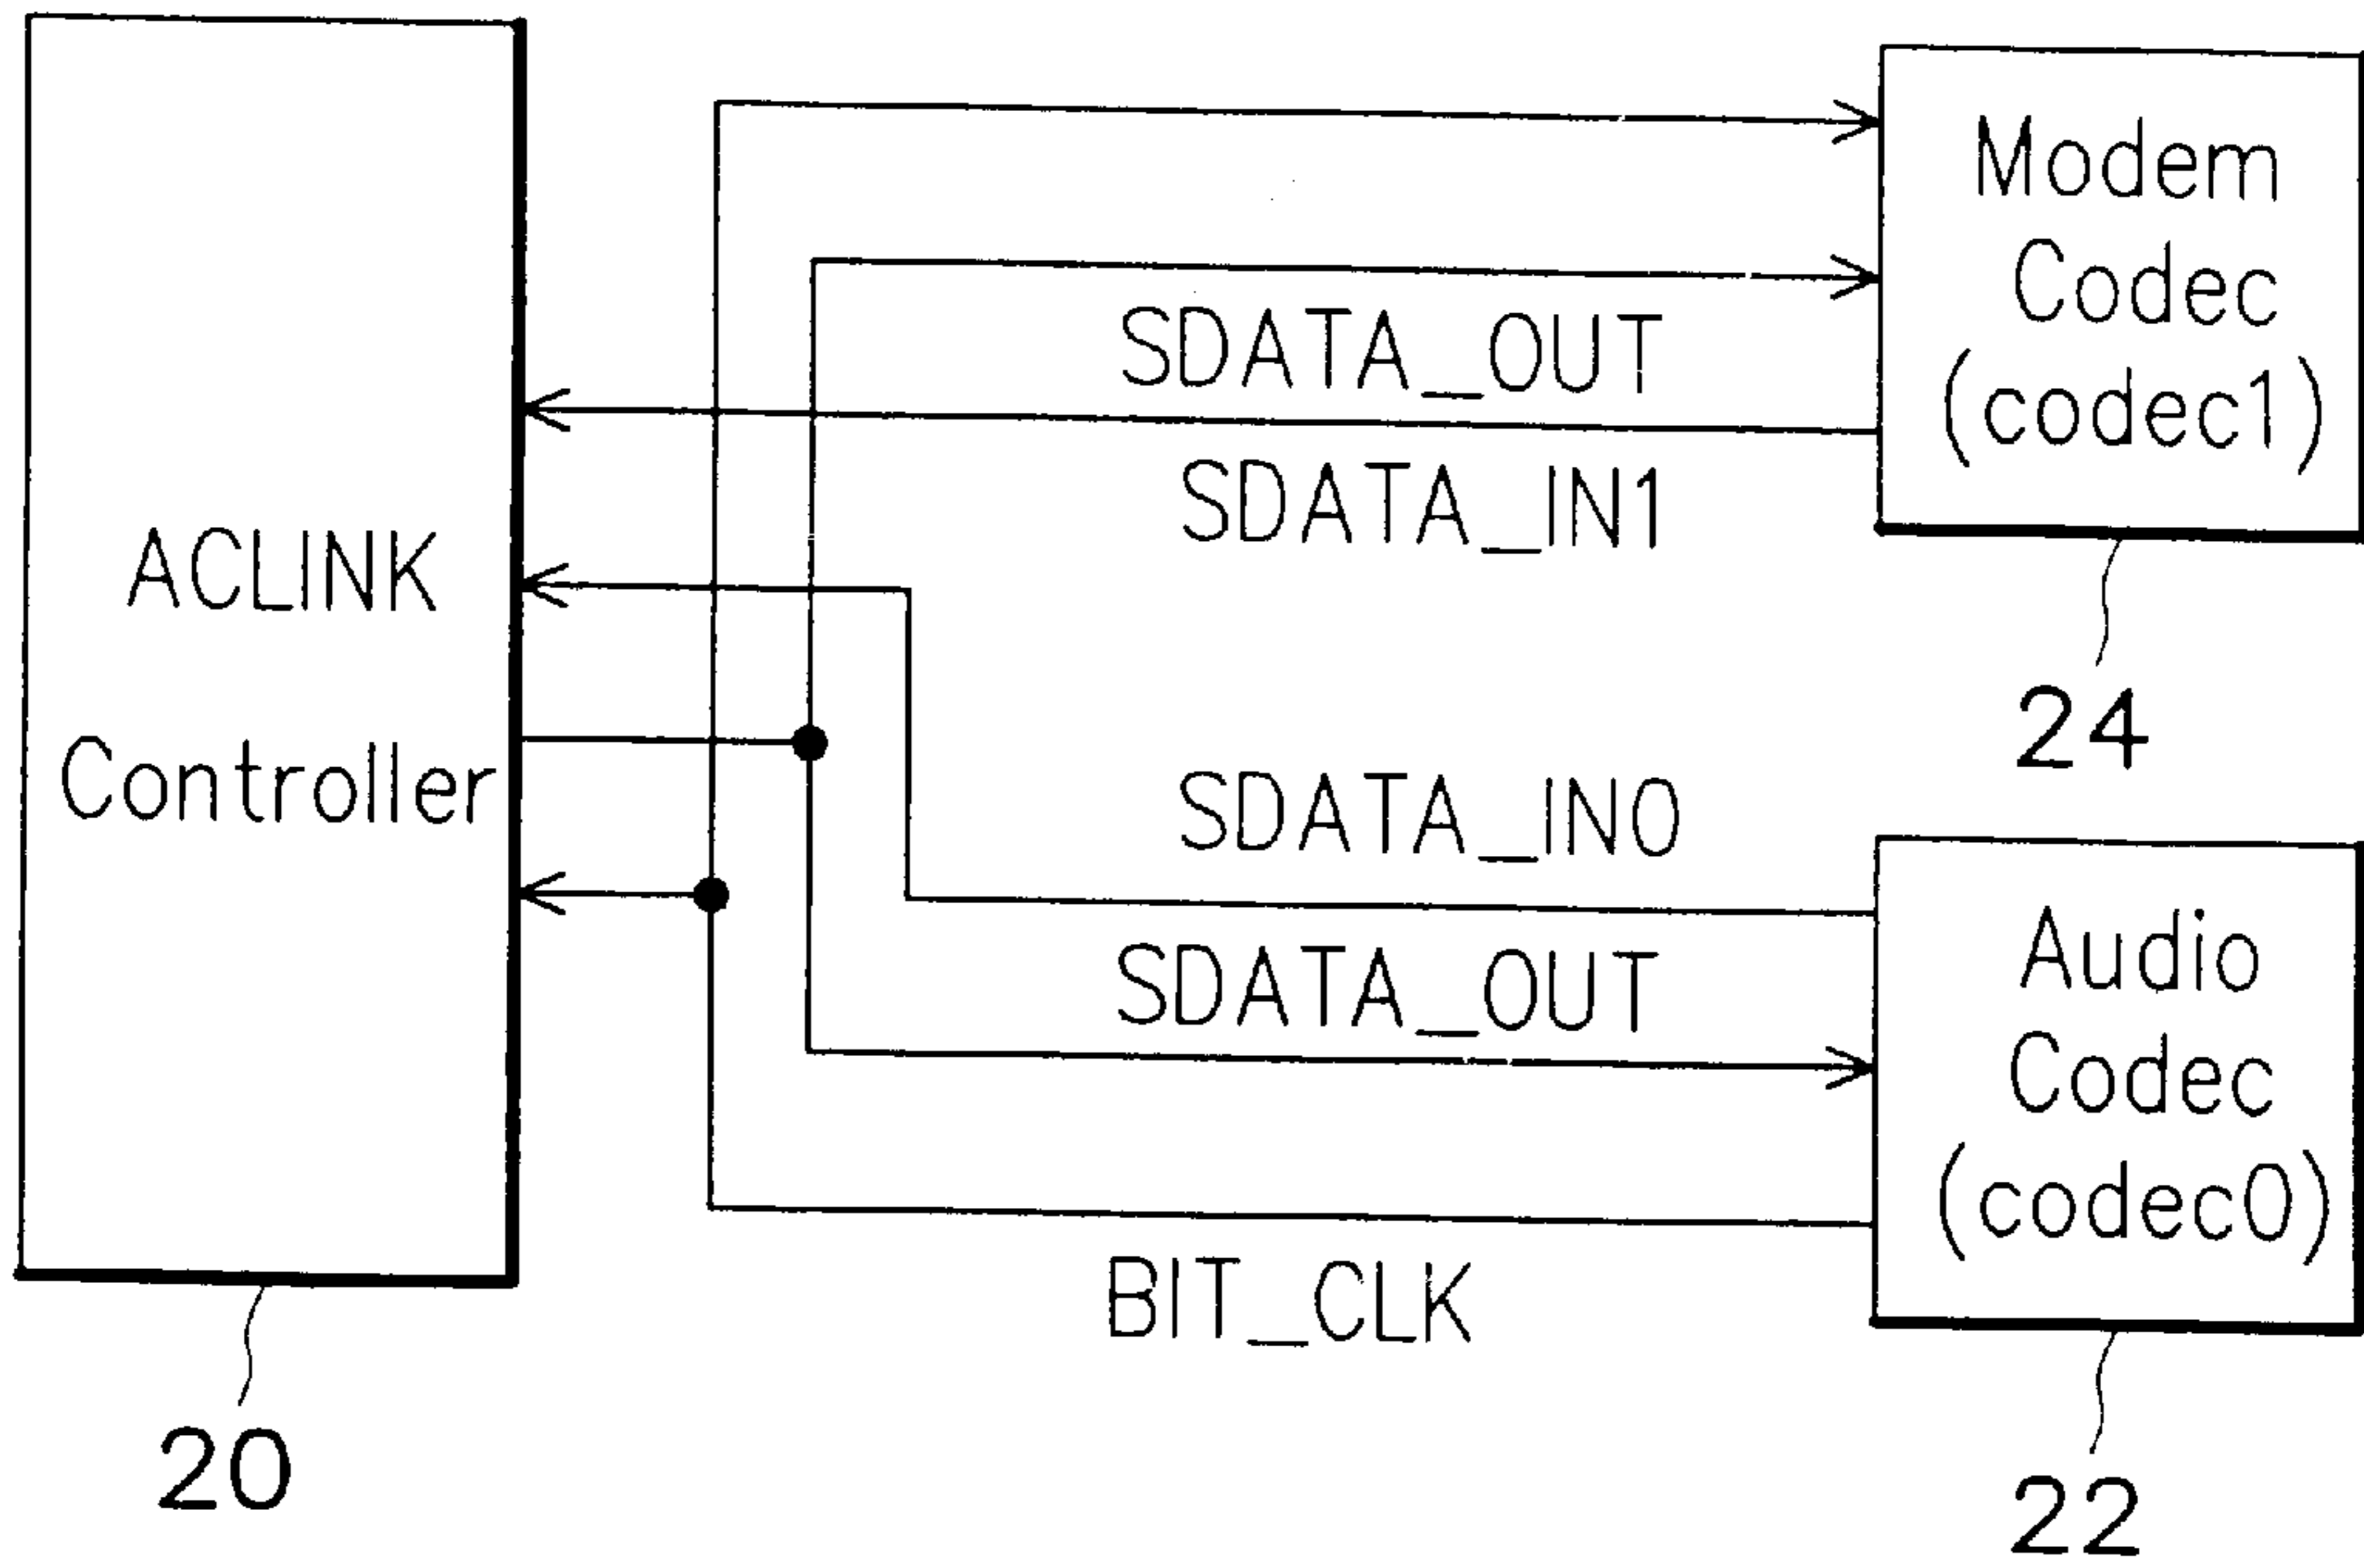 ACLINK
Controller
20
SDATA_OUT
SDATA_IN1
Modem
Codec
(codec1)
24
SDATA_IN0
SDATA_OUT
BIT_CLK
Audio
Codec
(codec0)
22